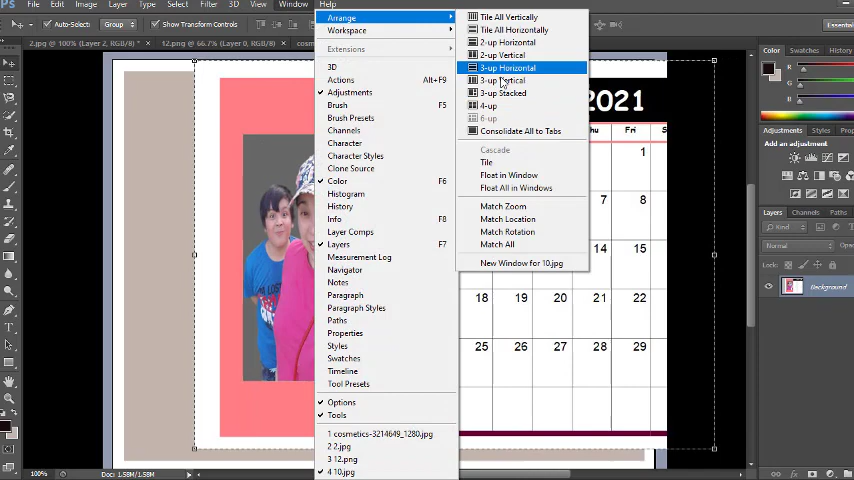 Ps File Edit Image Layer Type Select Filter 3D View Window Help
Auto-Select: Group Show Transform Controls Essential
2.jpg @ 100% (Layer 2, RGB/8) * × 12.png @ 66.7% (Layer 0, RGB/8) * × cosm
Arrange
Workspace
Extensions
3D
Actions Alt+F9
Adjustments
Brush F5
Brush Presets
Channels
Character
Character Styles
Clone Source
Color F6
Histogram
History
Info F8
Layer Comps
Layers F7
Measurement Log
Navigator
Notes
Paragraph
Paragraph Styles
Paths
Properties
Styles
Swatches
Timeline
Tool Presets
Options
Tools
1 cosmetics-3214649_1280.jpg
2 2.jpg
3 12.png
4 10.jpg
Tile All Vertically
Tile All Horizontally
2-up Horizontal
2-up Vertical
3-up Horizontal
3-up Vertical
3-up Stacked
4-up
6-up
Consolidate All to Tabs
Cascade
Tile
Float in Window
Float All in Windows
Match Zoom
Match Location
Match Rotation
Match All
New Window for 10.jpg
2021
hu Fri S
1
7 8
14 15
18 19 20 21 22
25 26 27 28 29
Color Swatches
R
G
B
Adjustments Styles
Add an adjustment
Layers Channels Paths
Kind
Normal
Lock:
Background
100% Doc: 1.58M/1.58M